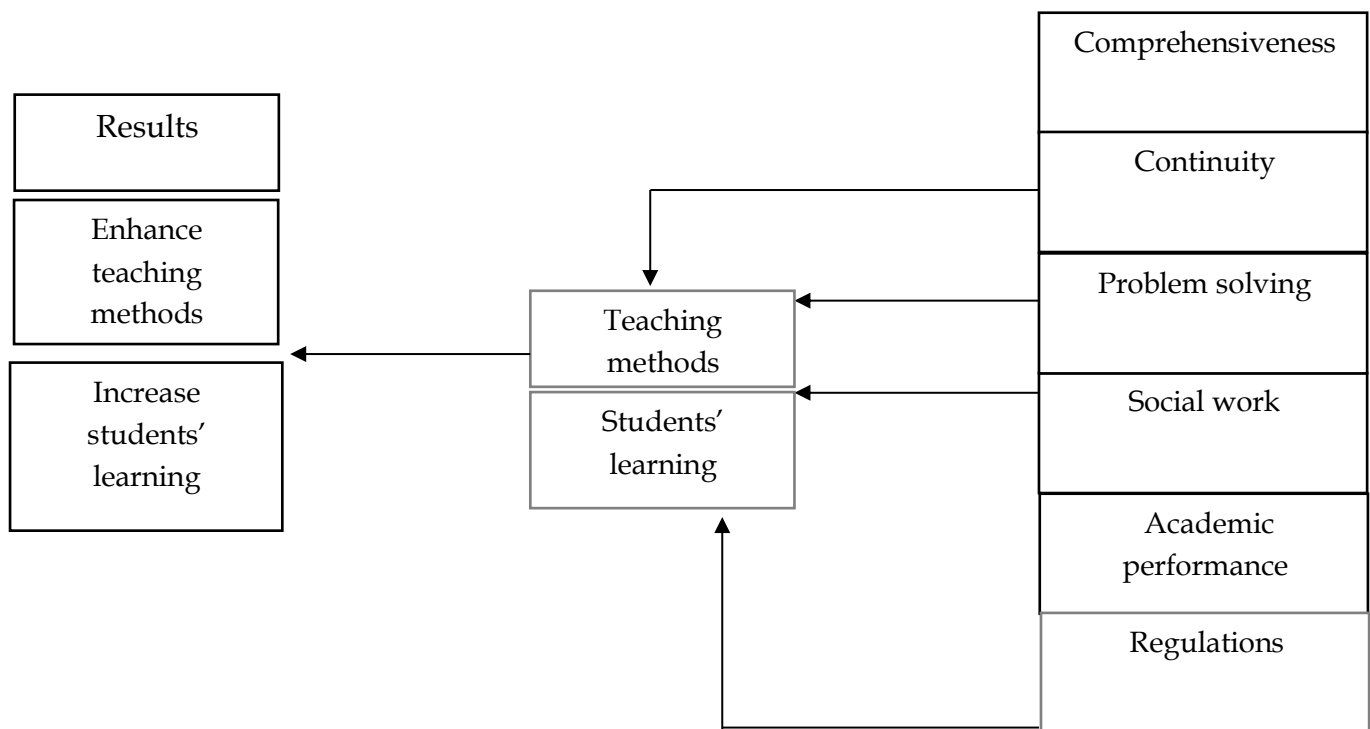 Results
Enhance
teaching
methods
Increase
students’
learning
Teaching
methods
Students’
learning
Comprehensiveness
Continuity
Problem solving
Social work
Academic
performance
Regulations